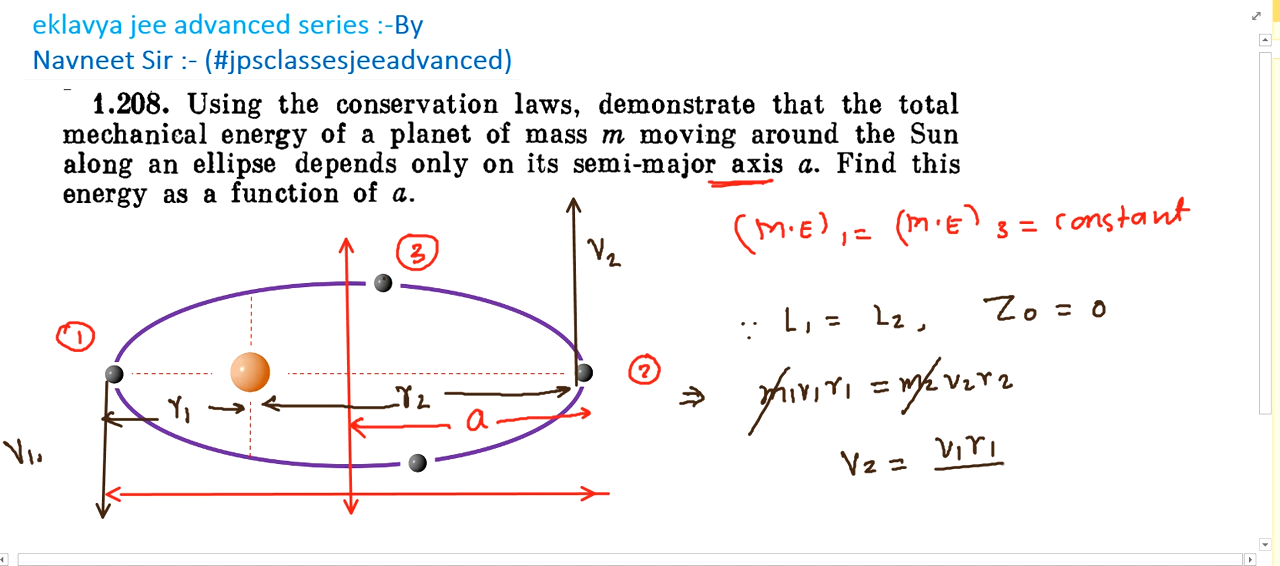 eklavya jee advanced series :-By
Navneet Sir :- (#jpsclassesjeeadvanced)
1.208. Using the conservation laws, demonstrate that the total
mechanical energy of a planet of mass m moving around the Sun
along an ellipse depends only on its semi-major axis a. Find this
energy as a function of a.
(M.E)₁ = (M.E)₃ = constant
③
V₂
∵ L₁ = L₂, τ₀ = 0
①
②
⇒ m₁v₁r₁ = m₂v₂r₂
r₁
r₂
a
V₁
V₂ = v₁r₁